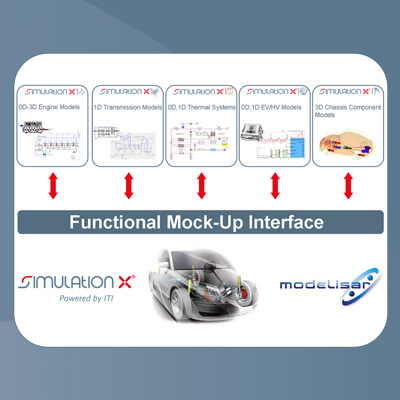 SIMULATION X
0D-3D Engine Models
SIMULATION X
1D Transmission Models
SIMULATION X
0D,1D Thermal Systems
SIMULATION X
0D,1D EV/HV Models
SIMULATION X
3D Chassis Component
Models
Functional Mock-Up Interface
SIMULATION X®
Powered by ITI
modelisar